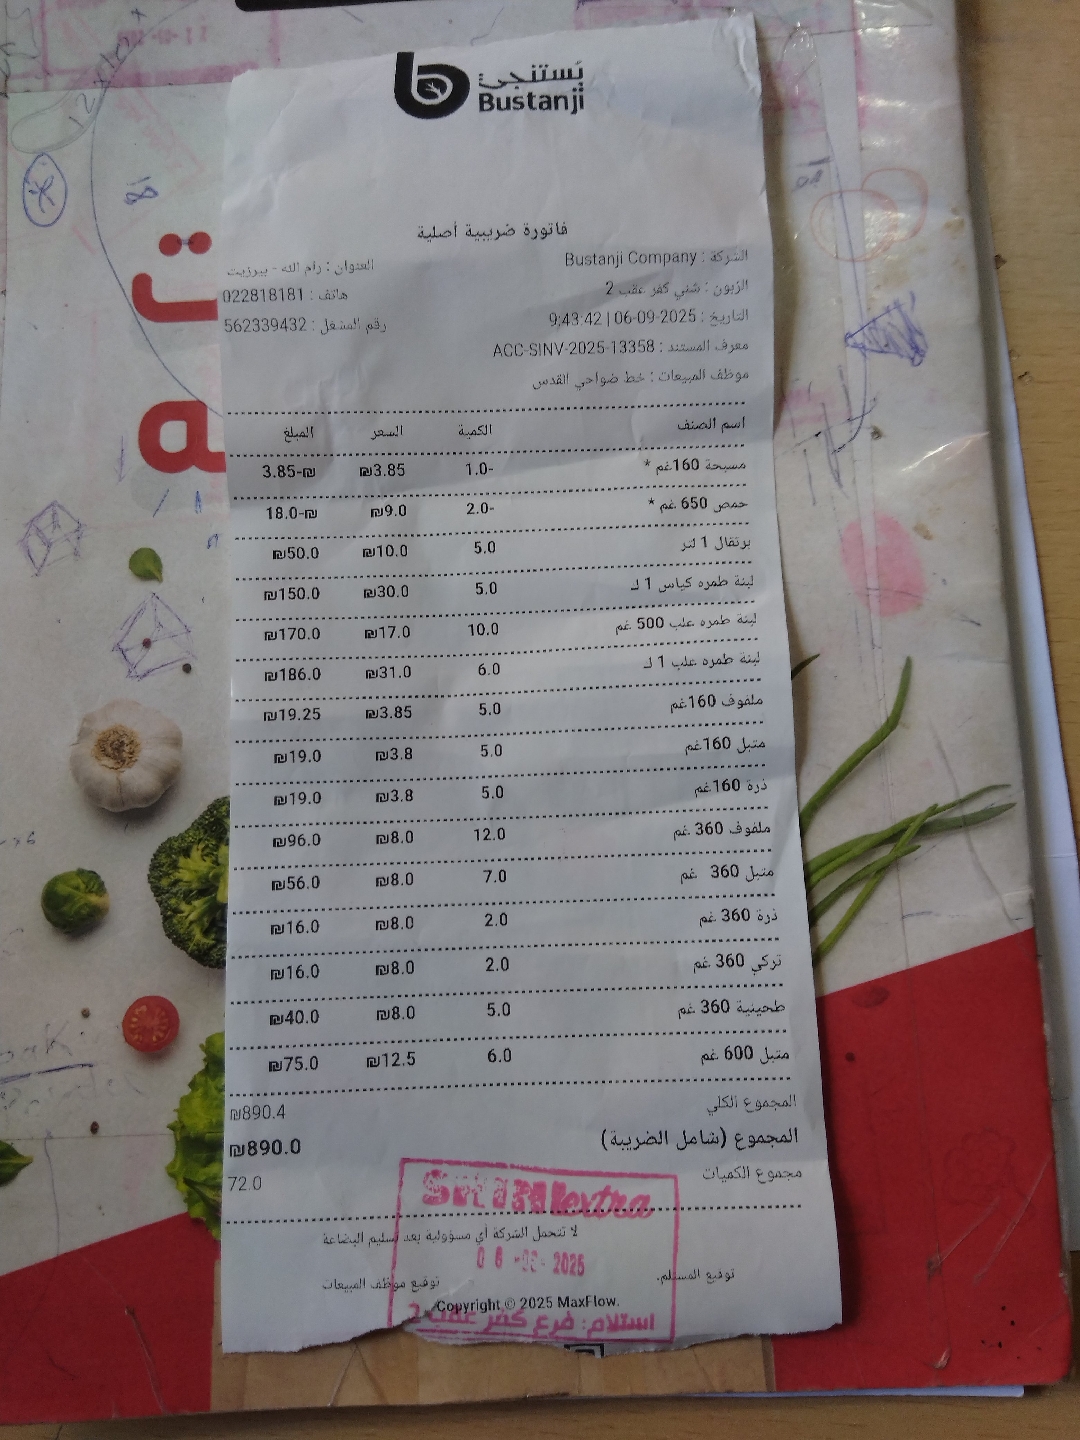 بستنجي
Bustanji
فاتورة ضريبية أصلية
الشركة : Bustanji Company
العنوان : رام الله - بيرزيت
الزبون : شني كفر عقب 2
هاتف : 022818181
التاريخ : 06-09-2025 | 9:43:42
رقم المشغل : 562339432
معرف المستند : ACC-SINV-2025-13358
موظف المبيعات : خط ضواحي القدس
اسم الصنف الكمية السعر المبلغ
مسبحة 160غم * 1.0- ₪3.85 3.85-₪
حمص 650 غم * 2.0- ₪9.0 18.0-₪
برتقال 1 لتر 5.0 ₪10.0 ₪50.0
لبنة طمره كياس 1 لـ 5.0 ₪30.0 ₪150.0
لبنة طمره علب 500 غم 10.0 ₪17.0 ₪170.0
لبنة طمره علب 1 لـ 6.0 ₪31.0 ₪186.0
ملفوف 160غم 5.0 ₪3.85 ₪19.25
متبل 160غم 5.0 ₪3.8 ₪19.0
ذرة 160غم 5.0 ₪3.8 ₪19.0
ملفوف 360 غم 12.0 ₪8.0 ₪96.0
متبل 360 غم 7.0 ₪8.0 ₪56.0
ذرة 360 غم 2.0 ₪8.0 ₪16.0
تركي 360 غم 2.0 ₪8.0 ₪16.0
طحينية 360 غم 5.0 ₪8.0 ₪40.0
متبل 600 غم 6.0 ₪12.5 ₪75.0
المجموع الكلي ₪890.4
المجموع (شامل الضريبة) ₪890.0
مجموع الكميات 72.0
extra
لا تتحمل الشركة أي مسؤولية بعد تسليم البضاعة
06 2025
توقيع المستلم. توقيع موظف المبيعات
Copyright © 2025 MaxFlow.
استلام: فرع كفر عقب 2